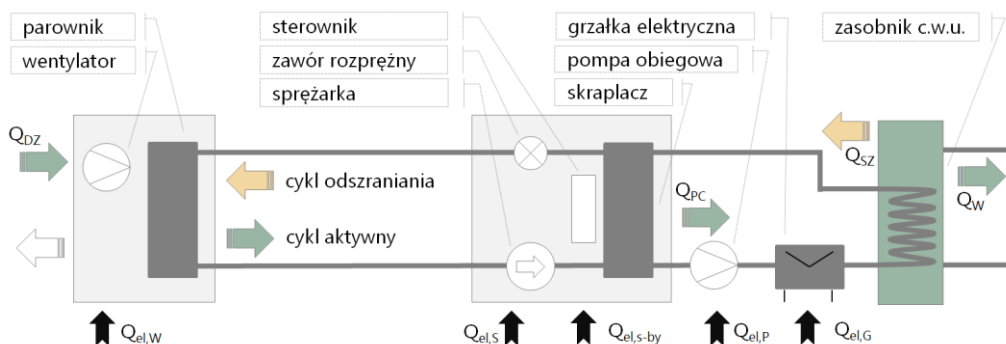 parownik
wentylator
sterownik
zawór rozprężny
sprężarka
grzałka elektryczna
pompa obiegowa
skraplacz
zasobnik c.w.u.
Q_DZ
cykl odszraniania
cykl aktywny
Q_PC
Q_SZ
Q_W
Q_el,W
Q_el,S
Q_el,s-by
Q_el,P
Q_el,G